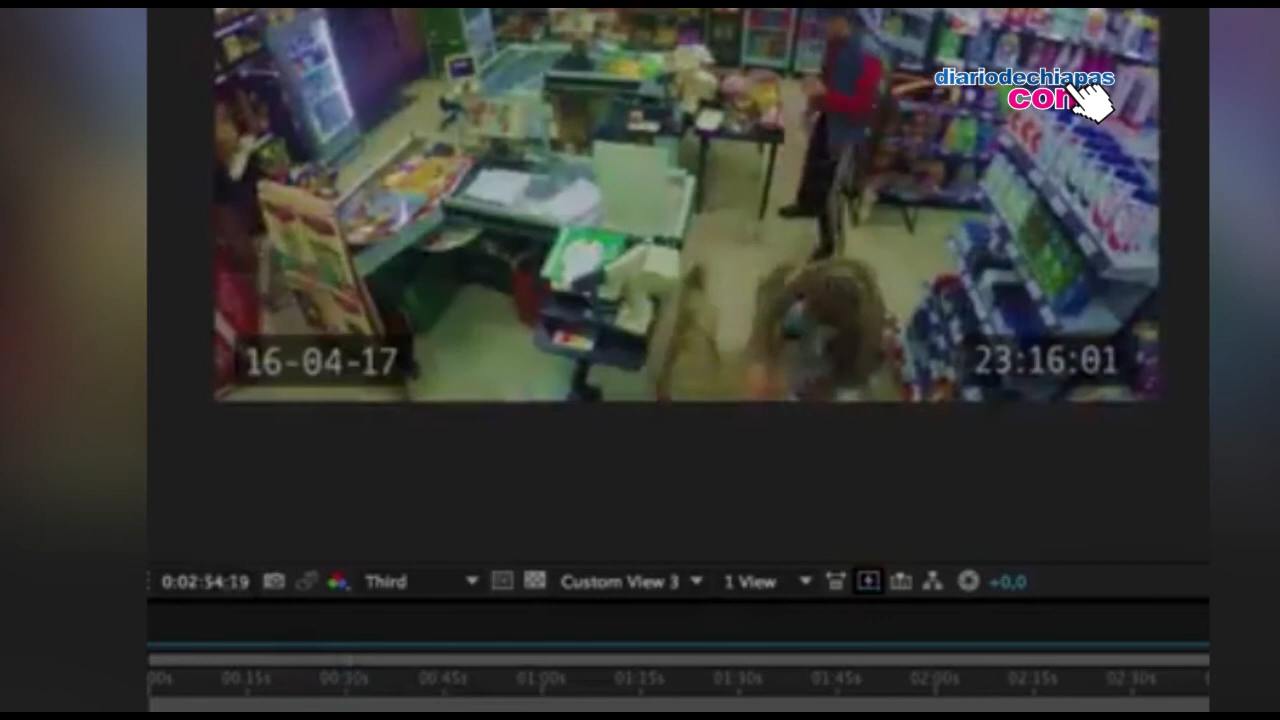 diariodechiapas
com
16-04-17
23:16:01
0:02:54:19
Third
Custom View 3
1 View
+0,0
00s
00:15s
00:30s
00:45s
01:00s
01:15s
01:30s
01:45s
02:00s
02:15s
02:30s